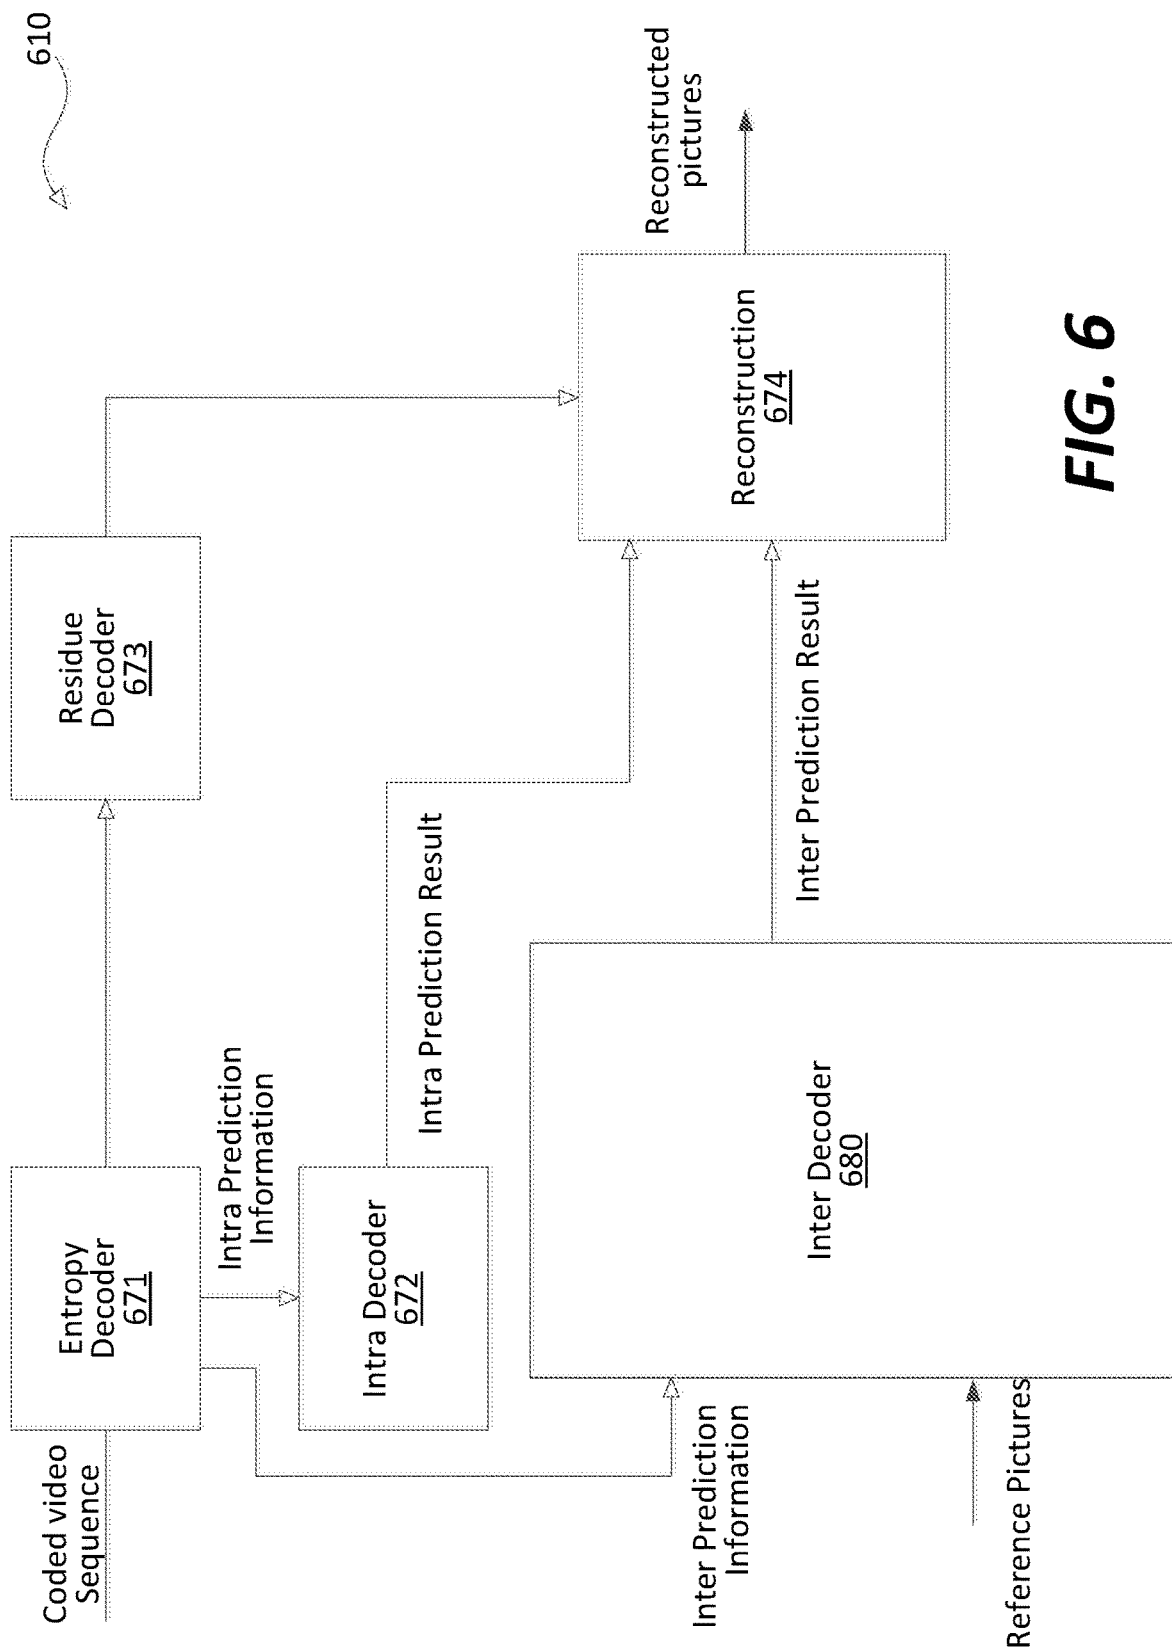 610
Coded video
Sequence
Entropy
Decoder
671
Residue
Decoder
673
Intra Prediction
Information
Intra Decoder
672
Intra Prediction Result
Reconstructed
pictures
Reconstruction
674
Inter Prediction
Information
Inter Decoder
680
Inter Prediction Result
Reference Pictures
FIG. 6